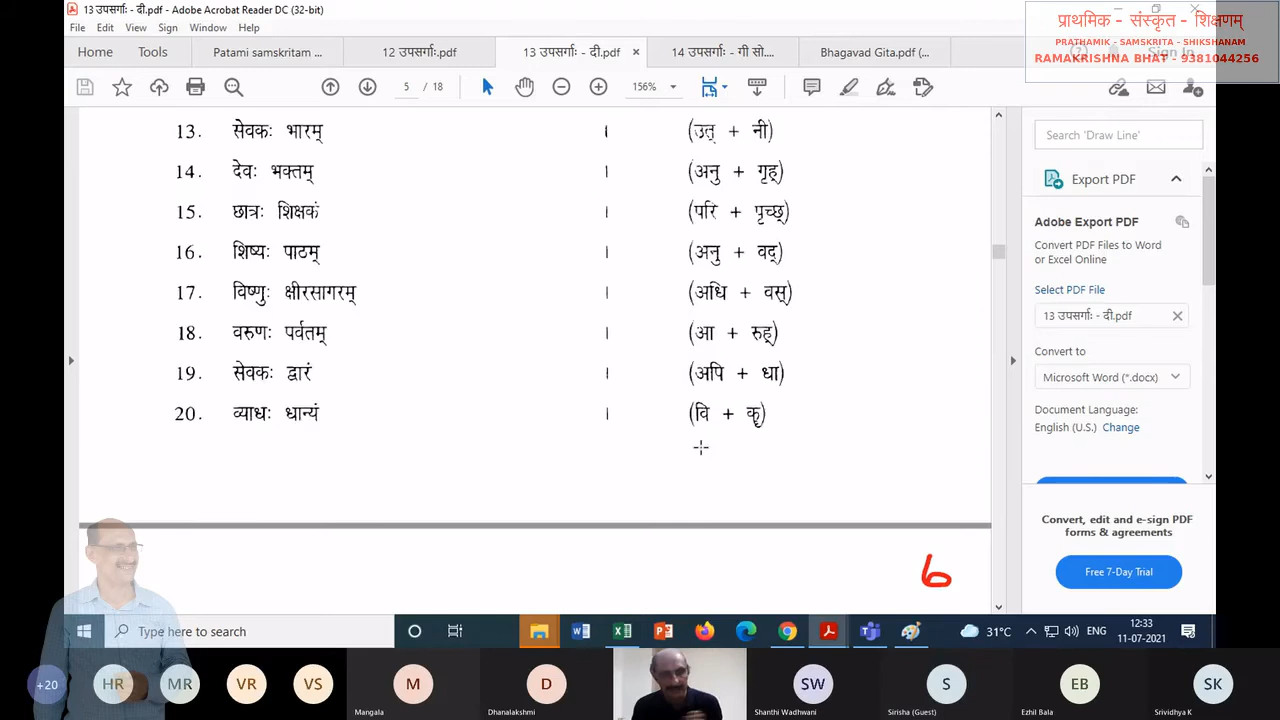 13 उपसर्गाः - दी.pdf - Adobe Acrobat Reader DC (32-bit)
प्राथमिक - संस्कृत - शिक्षणम्
PRATHAMIK - SAMSKRITA - SHIKSHANAM
RAMAKRISHNA BHAT - 9381044256
File Edit View Sign Window Help
Home Tools Patami samskritam ... 12 उपसर्गाः.pdf 13 उपसर्गाः - दी.pdf × 14 उपसर्गाः - गी सो.... Bhagavad Gita.pdf (... Sign In
5 / 18 156%
13. सेवकः भारम् । (उत् + नी)
14. देवः भक्तम् । (अनु + गृह्)
15. छात्रः शिक्षकं । (परि + पृच्छ्)
16. शिष्यः पाठम् । (अनु + वद्)
17. विष्णुः क्षीरसागरम् । (अधि + वस्)
18. वरुणः पर्वतम् । (आ + रुह्)
19. सेवकः द्वारं । (अपि + धा)
20. व्याधः धान्यं । (वि + कॄ)
6
Search 'Draw Line'
Export PDF
Adobe Export PDF
Convert PDF Files to Word
or Excel Online
Select PDF File
13 उपसर्गाः - दी.pdf
Convert to
Microsoft Word (*.docx)
Document Language:
English (U.S.) Change
Convert, edit and e-sign PDF
forms & agreements
Free 7-Day Trial
Type here to search
31°C ENG
12:33
11-07-2021
+20 HR MR VR VS M D SW S EB SK
Mangala Dhanalakshmi Shanthi Wadhwani Sirisha (Guest) Ezhil Bala Srividhya K